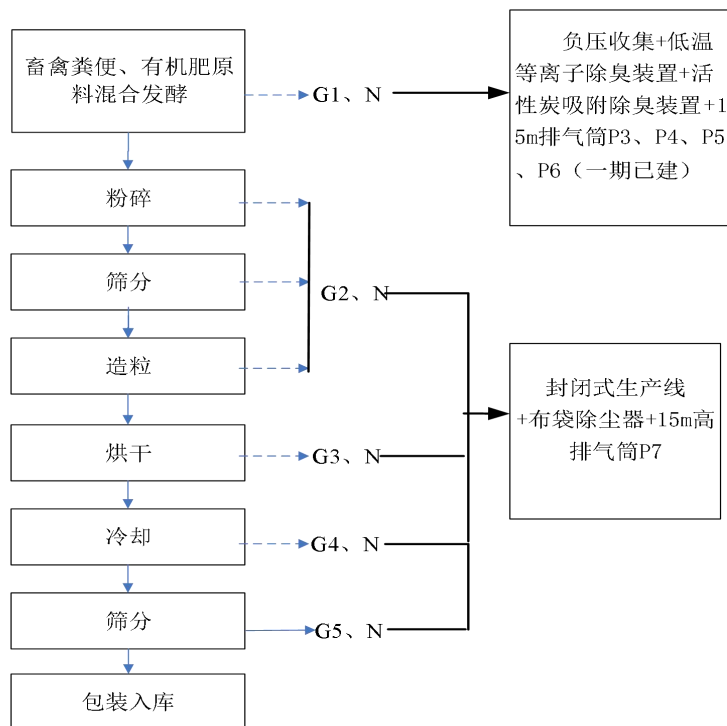 畜禽粪便、有机肥原
料混合发酵
G1、N
负压收集+低温
等离子除臭装置+活
性炭吸附除臭装置+1
5m排气筒P3、P4、P5
、P6（一期已建）
粉碎
筛分
G2、N
造粒
封闭式生产线
+布袋除尘器+15m高
排气筒P7
烘干
G3、N
冷却
G4、N
筛分
G5、N
包装入库